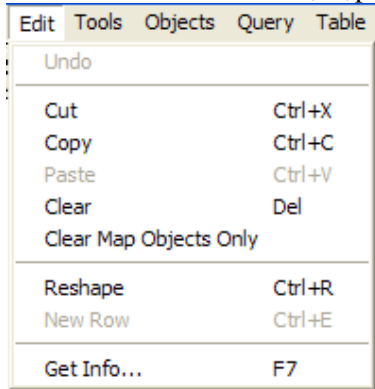 Edit Tools Objects Query Table
Undo
Cut Ctrl+X
Copy Ctrl+C
Paste Ctrl+V
Clear Del
Clear Map Objects Only
Reshape Ctrl+R
New Row Ctrl+E
Get Info... F7